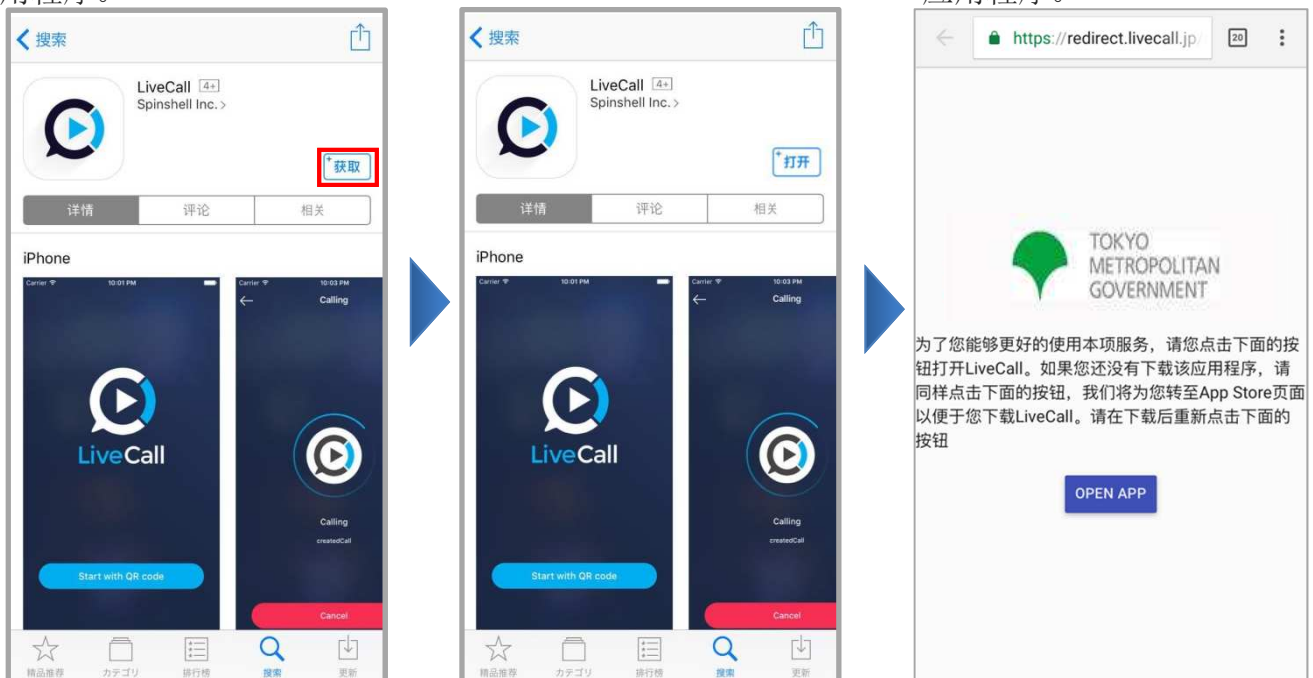 用程序。
应用程序。
搜索
LiveCall 4+
Spinshell Inc. >
+获取
详情 评论 相关
iPhone
Carrier 10:01 PM
LiveCall
Start with QR code
Carrier 10:03 PM
Calling
Calling
createdCall
Cancel
精品推荐 カテゴリ 排行榜 搜索 更新
搜索
LiveCall 4+
Spinshell Inc. >
+打开
详情 评论 相关
iPhone
Carrier 10:01 PM
LiveCall
Start with QR code
Carrier 10:03 PM
Calling
Calling
createdCall
Cancel
精品推荐 カテゴリ 排行榜 搜索 更新
https://redirect.livecall.jp/ 20
TOKYO
METROPOLITAN
GOVERNMENT
为了您能够更好的使用本项服务，请您点击下面的按
钮打开LiveCall。如果您还没有下载该应用程序，请
同样点击下面的按钮，我们将为您转至App Store页面
以便于您下载LiveCall。请在下载后重新点击下面的
按钮
OPEN APP